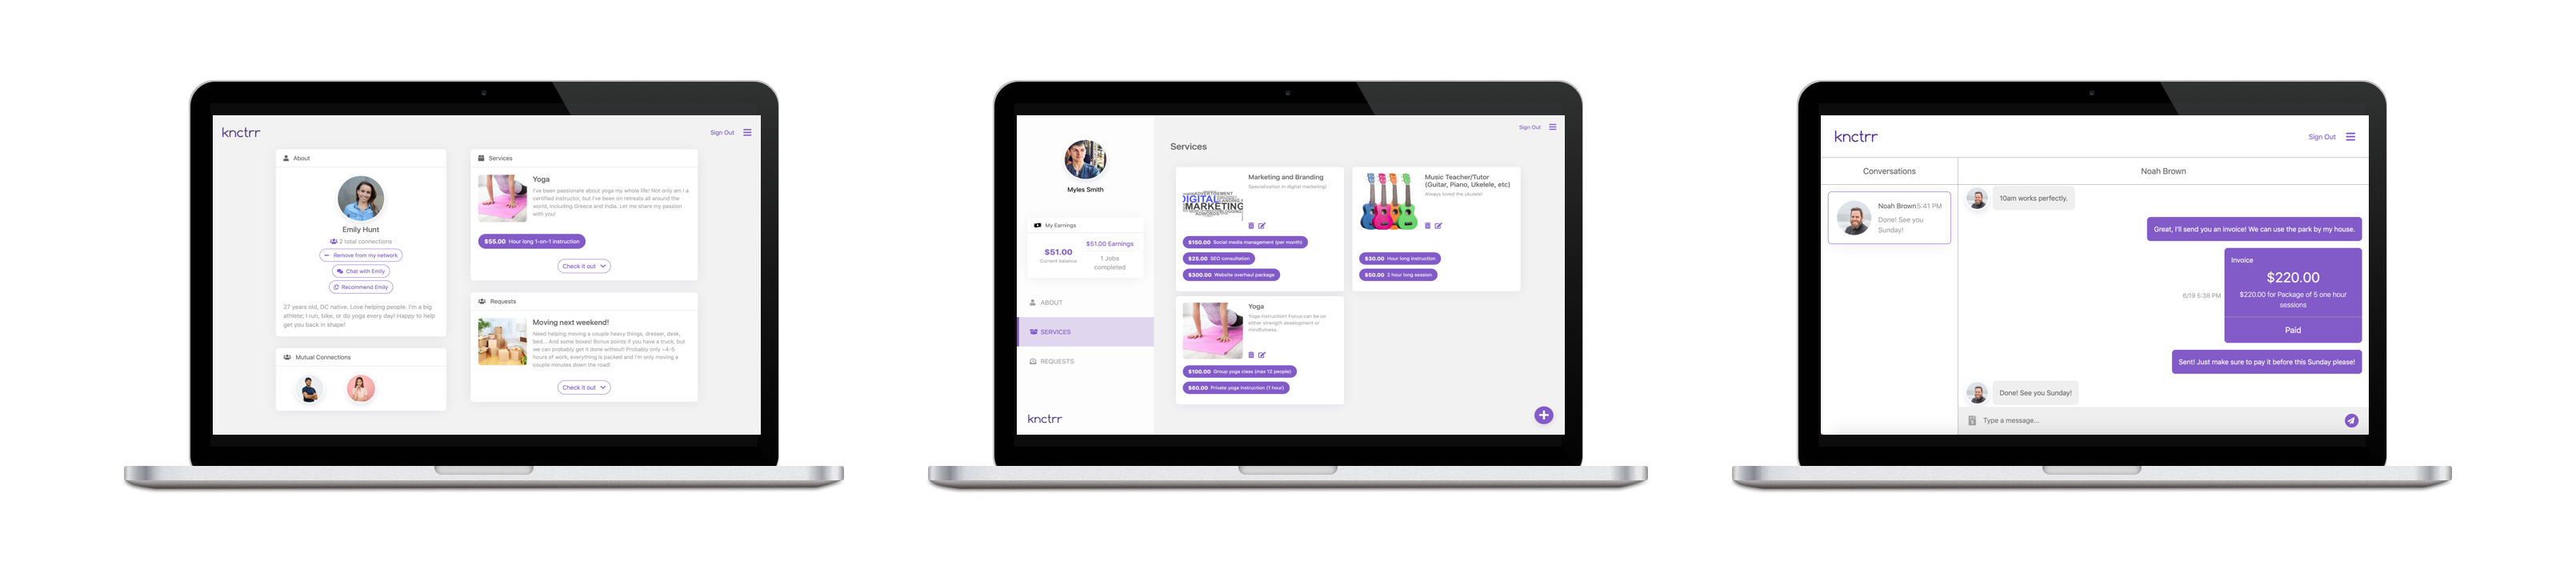 knctrr
Sign Out
About
Emily Hunt
2 total connections
Remove from my network
Chat with Emily
Recommend Emily
27 years old, DC native. Love helping people. I'm a big
athlete; I run, bike, or do yoga every day! Happy to help
get you back in shape!
Mutual Connections
Services
Yoga
I've been passionate about yoga my whole life! Not only am I a
certified instructor, but I've been on retreats all around the
world, including Greece and India. Let me share my passion
with you!
$55.00 Hour long 1-on-1 instruction
Check it out
Requests
Moving next weekend!
Need help moving a couple heavy things, dresser, desk,
bed... And some boxes! Bonus points if you have a truck, but
we can probably get it done without! Probably only ~4-5
hours of work, everything is packed and I'm only moving a
couple minutes down the road!
Check it out
Myles Smith
My Earnings
$51.00
Current balance
$51.00 Earnings
1 Jobs
completed
ABOUT
SERVICES
REQUESTS
knctrr
Sign Out
Services
Marketing and Branding
Specialization in digital marketing!
ADVERTISEMENT
DIGITAL
BRANDING
MARKETING
ADWORDS
$150.00 Social media management (per month)
$25.00 SEO consultation
$300.00 Website overhaul package
Music Teacher/Tutor
(Guitar, Piano, Ukelele, etc)
Always loved the ukulele!
$30.00 Hour long instruction
$50.00 2 hour long session
Yoga
Yoga instruction! Focus can be on
either strength development or
mindfulness.
$100.00 Group yoga class (max 12 people)
$60.00 Private yoga instruction (1 hour)
knctrr
Sign Out
Conversations
Noah Brown
Noah Brown 5:41 PM
Done! See you
Sunday!
10am works perfectly.
Great, I'll send you an invoice! We can use the park by my house.
Invoice
$220.00
$220.00 for Package of 5 one hour
sessions
Paid
6/19 5:38 PM
Sent! Just make sure to pay it before this Sunday please!
Done! See you Sunday!
Type a message...